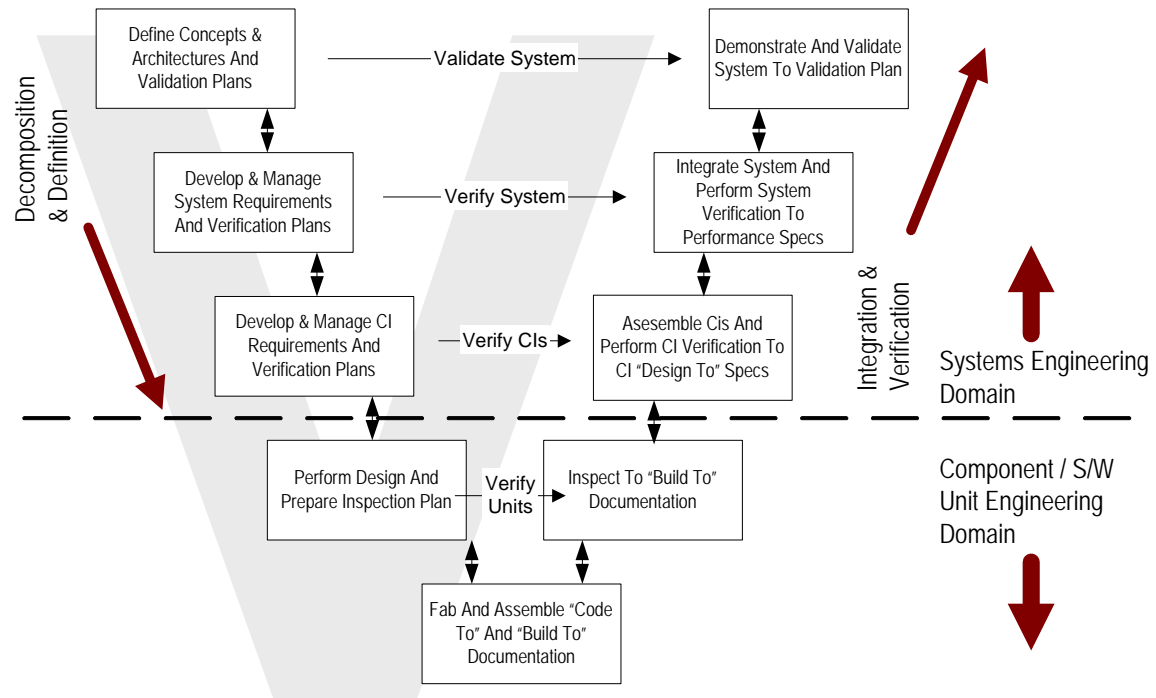 Define Concepts &
Architectures And
Validation Plans
Validate System
Demonstrate And Validate
System To Validation Plan
Decomposition
& Definition
Develop & Manage
System Requirements
And Verification Plans
Verify System
Integrate System And
Perform System
Verification To
Performance Specs
Integration &
Verification
Develop & Manage CI
Requirements And
Verification Plans
Verify CIs
Asesemble Cis And
Perform CI Verification To
CI “Design To” Specs
Systems Engineering
Domain
Perform Design And
Prepare Inspection Plan
Verify
Units
Inspect To “Build To”
Documentation
Component / S/W
Unit Engineering
Domain
Fab And Assemble “Code
To” And “Build To”
Documentation